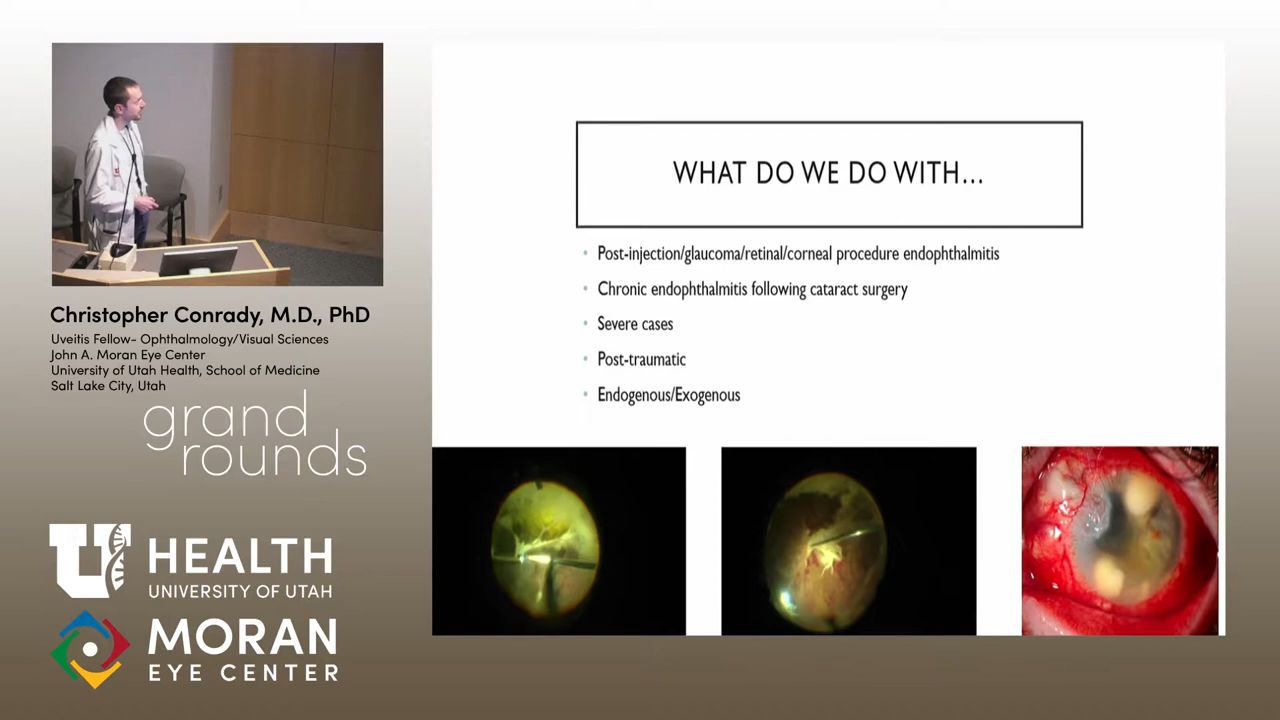 Christopher Conrady, M.D., PhD
Uveitis Fellow- Ophthalmology/Visual Sciences
John A. Moran Eye Center
University of Utah Health, School of Medicine
Salt Lake City, Utah
grand
rounds
U HEALTH
UNIVERSITY OF UTAH
MORAN
EYE CENTER
WHAT DO WE DO WITH...
• Post-injection/glaucoma/retinal/corneal procedure endophthalmitis
• Chronic endophthalmitis following cataract surgery
• Severe cases
• Post-traumatic
• Endogenous/Exogenous